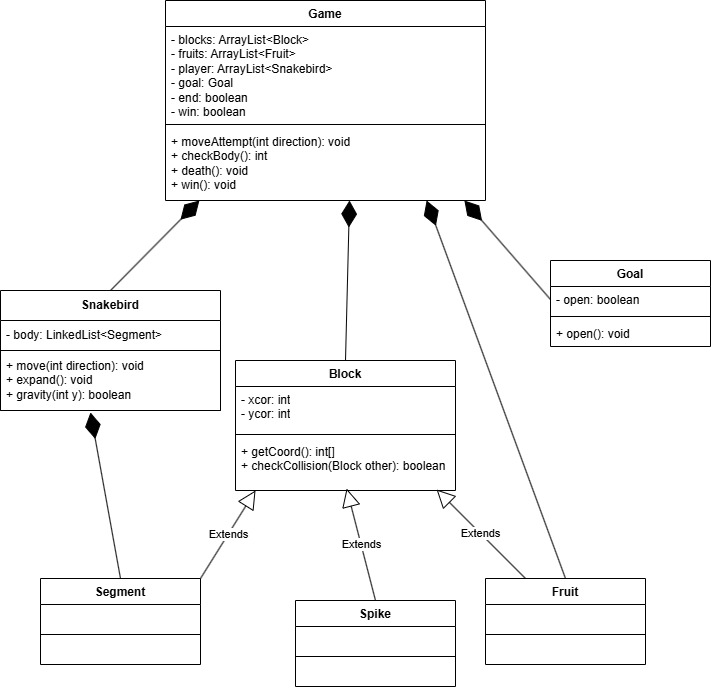 Game
- blocks: ArrayList<Block>
- fruits: ArrayList<Fruit>
- player: ArrayList<Snakebird>
- goal: Goal
- end: boolean
- win: boolean
+ moveAttempt(int direction): void
+ checkBody(): int
+ death(): void
+ win(): void
Goal
- open: boolean
+ open(): void
Snakebird
- body: LinkedList<Segment>
+ move(int direction): void
+ expand(): void
+ gravity(int y): boolean
Block
- xcor: int
- ycor: int
+ getCoord(): int[]
+ checkCollision(Block other): boolean
Extends
Extends
Extends
Segment
Spike
Fruit